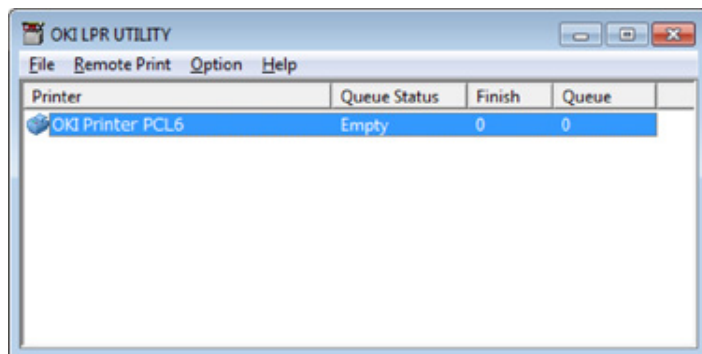 OKI LPR UTILITY
File Remote Print Option Help
Printer Queue Status Finish Queue
OKI Printer PCL6 Empty 0 0